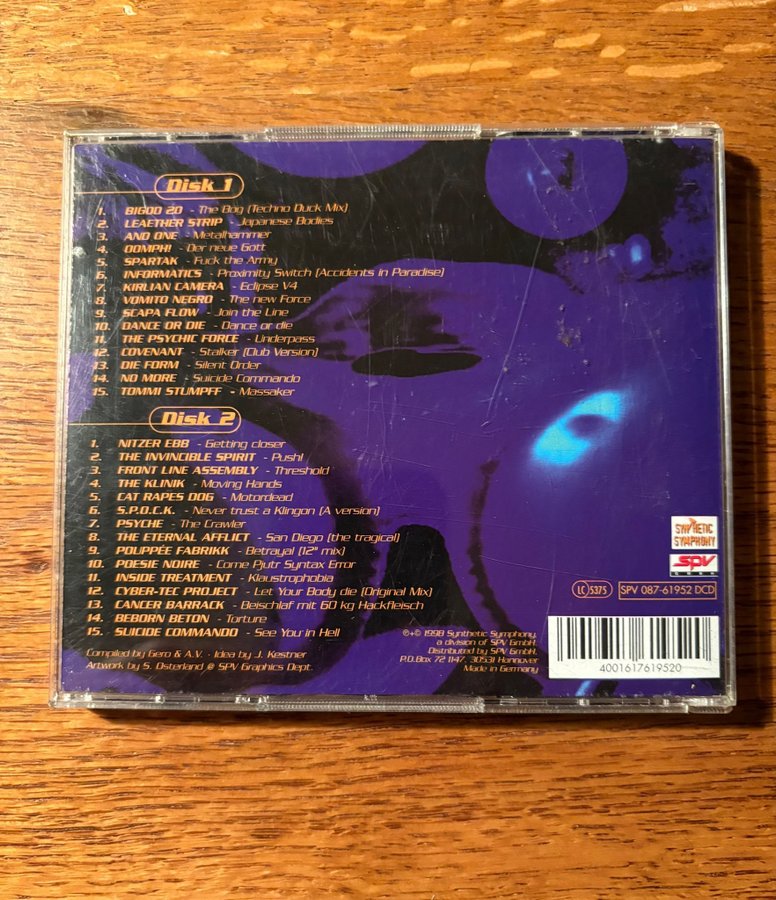 Disk 1
1. BIGOD 20 - The Bog (Techno Duck Mix)
2. LEAETHER STRIP - Japanese Bodies
3. AND ONE - Metalhammer
4. OOMPH! - Der neue Gott
5. SPARTAK - Fuck the Army
6. INFORMATICS - Proximity Switch (Accidents in Paradise)
7. KIRLIAN CAMERA - Eclipse V4
8. VOMITO NEGRO - The new Force
9. SCAPA FLOW - Join the Line
10. DANCE OR DIE - Dance or die
11. THE PSYCHIC FORCE - Underpass
12. COVENANT - Stalker (Club Version)
13. DIE FORM - Silent Order
14. NO MORE - Suicide Commando
15. TOMMI STUMPFF - Massaker
Disk 2
1. NITZER EBB - Getting closer
2. THE INVINCIBLE SPIRIT - Push!
3. FRONT LINE ASSEMBLY - Threshold
4. THE KLINIK - Moving Hands
5. CAT RAPES DOG - Motordead
6. S.P.O.C.K. - Never trust a Klingon (A version)
7. PSYCHE - The Crawler
8. THE ETERNAL AFFLICT - San Diego (the tragical)
9. POUPPÉE FABRIKK - Betrayal (12" mix)
10. POESIE NOIRE - Come Pjutr Syntax Error
11. INSIDE TREATMENT - Klaustrophobia
12. CYBER-TEC PROJECT - Let Your Body die (Original Mix)
13. CANCER BARRACK - Beischlaf mit 60 kg Hackfleisch
14. BEBORN BETON - Torture
15. SUICIDE COMMANDO - See You in Hell
Compiled by Gero & A.V. - Idea by J. Kestner
Artwork by S. Osterland @ SPV Graphics Dept.
℗+© 1998 Synthetic Symphony,
a division of SPV GmbH.
Distributed by SPV GmbH,
P.O.Box 72 1147, 30531 Hannover
Made in Germany
SYNTHETIC
SYMPHONY
SPV
LC 5375
SPV 087-61952 DCD
4001617619520